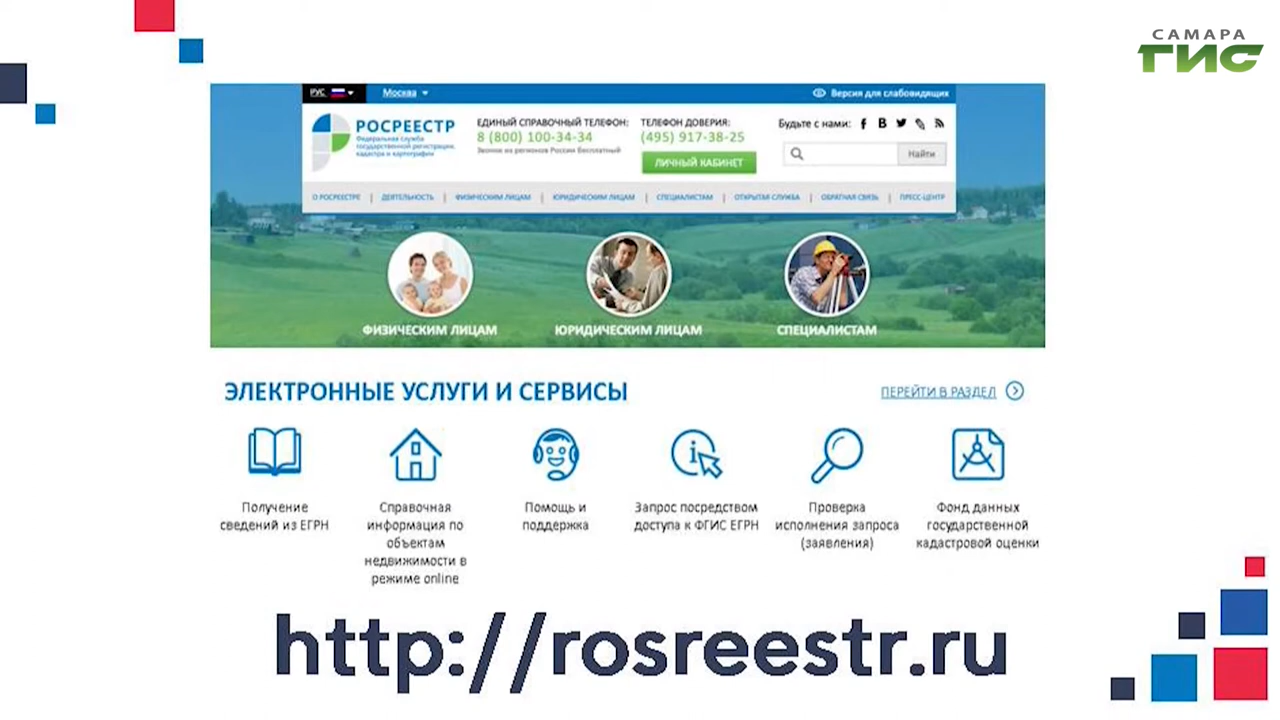 САМАРА
ГИС
РУС
Москва
Версия для слабовидящих
РОСРЕЕСТР
Федеральная служба
государственной регистрации,
кадастра и картографии
ЕДИНЫЙ СПРАВОЧНЫЙ ТЕЛЕФОН:
8 (800) 100-34-34
Звонок из регионов России бесплатный
ТЕЛЕФОН ДОВЕРИЯ:
(495) 917-38-25
ЛИЧНЫЙ КАБИНЕТ
Будьте с нами:
Найти
О РОСРЕЕСТРЕ | ДЕЯТЕЛЬНОСТЬ | ФИЗИЧЕСКИМ ЛИЦАМ | ЮРИДИЧЕСКИМ ЛИЦАМ | СПЕЦИАЛИСТАМ | ОТКРЫТАЯ СЛУЖБА | ОБРАТНАЯ СВЯЗЬ | ПРЕСС-ЦЕНТР
ФИЗИЧЕСКИМ ЛИЦАМ
ЮРИДИЧЕСКИМ ЛИЦАМ
СПЕЦИАЛИСТАМ
ЭЛЕКТРОННЫЕ УСЛУГИ И СЕРВИСЫ
ПЕРЕЙТИ В РАЗДЕЛ
Получение
сведений из ЕГРН
Справочная
информация по
объектам
недвижимости в
режиме online
Помощь и
поддержка
Запрос посредством
доступа к ФГИС ЕГРН
Проверка
исполнения запроса
(заявления)
Фонд данных
государственной
кадастровой оценки
http://rosreestr.ru